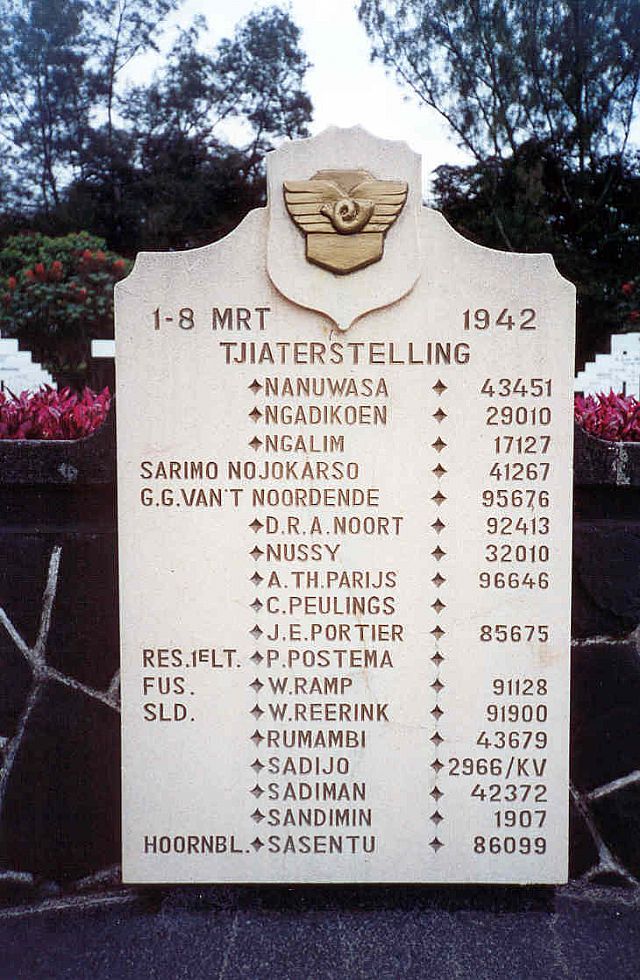 1-8 MRT 1942
TJIATERSTELLING
✦NANUWASA ✦ 43451
✦NGADIKOEN ✦ 29010
✦NGALIM ✦ 17127
SARIMO NOJOKARSO ✦ 41267
G.G.VAN'T NOORDENDE ✦ 95676
✦D.R.A.NOORT ✦ 92413
✦NUSSY ✦ 32010
✦A.TH.PARIJS ✦ 96646
✦C.PEULINGS ✦
✦J.E.PORTIER ✦ 85675
RES.1ELT.✦P.POSTEMA ✦
FUS. ✦W.RAMP ✦ 91128
SLD. ✦W.REERINK ✦ 91900
✦RUMAMBI ✦ 43679
✦SADIJO ✦2966/KV
✦SADIMAN ✦ 42372
✦SANDIMIN ✦ 1907
HOORNBL.✦SASENTU ✦ 86099